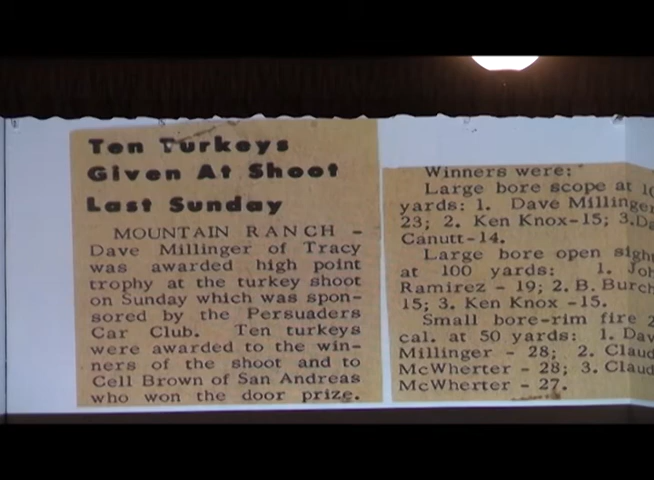 Ten Turkeys
Given At Shoot
Last Sunday
MOUNTAIN RANCH -
Dave Millinger of Tracy
was awarded high point
trophy at the turkey shoot
on Sunday which was spon-
sored by the Persuaders
Car Club. Ten turkeys
were awarded to the win-
ners of the shoot and to
Cell Brown of San Andreas
who won the door prize.
Winners were:
Large bore scope at
yards: 1. Dave Millinger
23; 2. Ken Knox-15; 3.
Canutt-14.
Large bore open
at 100 yards: 1.
Ramirez - 19; 2. B. Burch
15; 3. Ken Knox -15.
Small bore-rim fire
cal. at 50 yards: 1.
Millinger - 28; 2. Claud
McWherter - 28; 3. Claud
McWherter - 27.